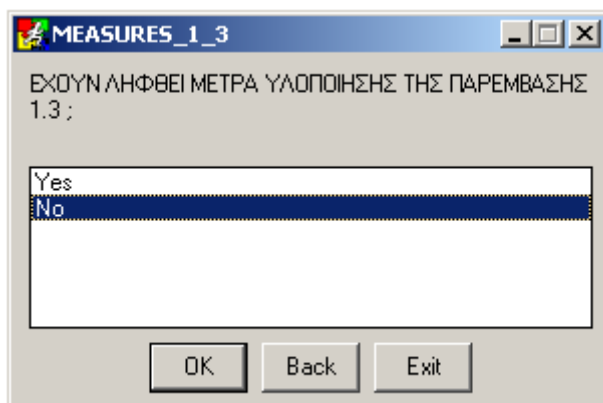 MEASURES_1_3
ΕΧΟΥΝ ΛΗΦΘΕΙ ΜΕΤΡΑ ΥΛΟΠΟΙΗΣΗΣ ΤΗΣ ΠΑΡΕΜΒΑΣΗΣ
1.3 ;
Yes
No
OK Back Exit